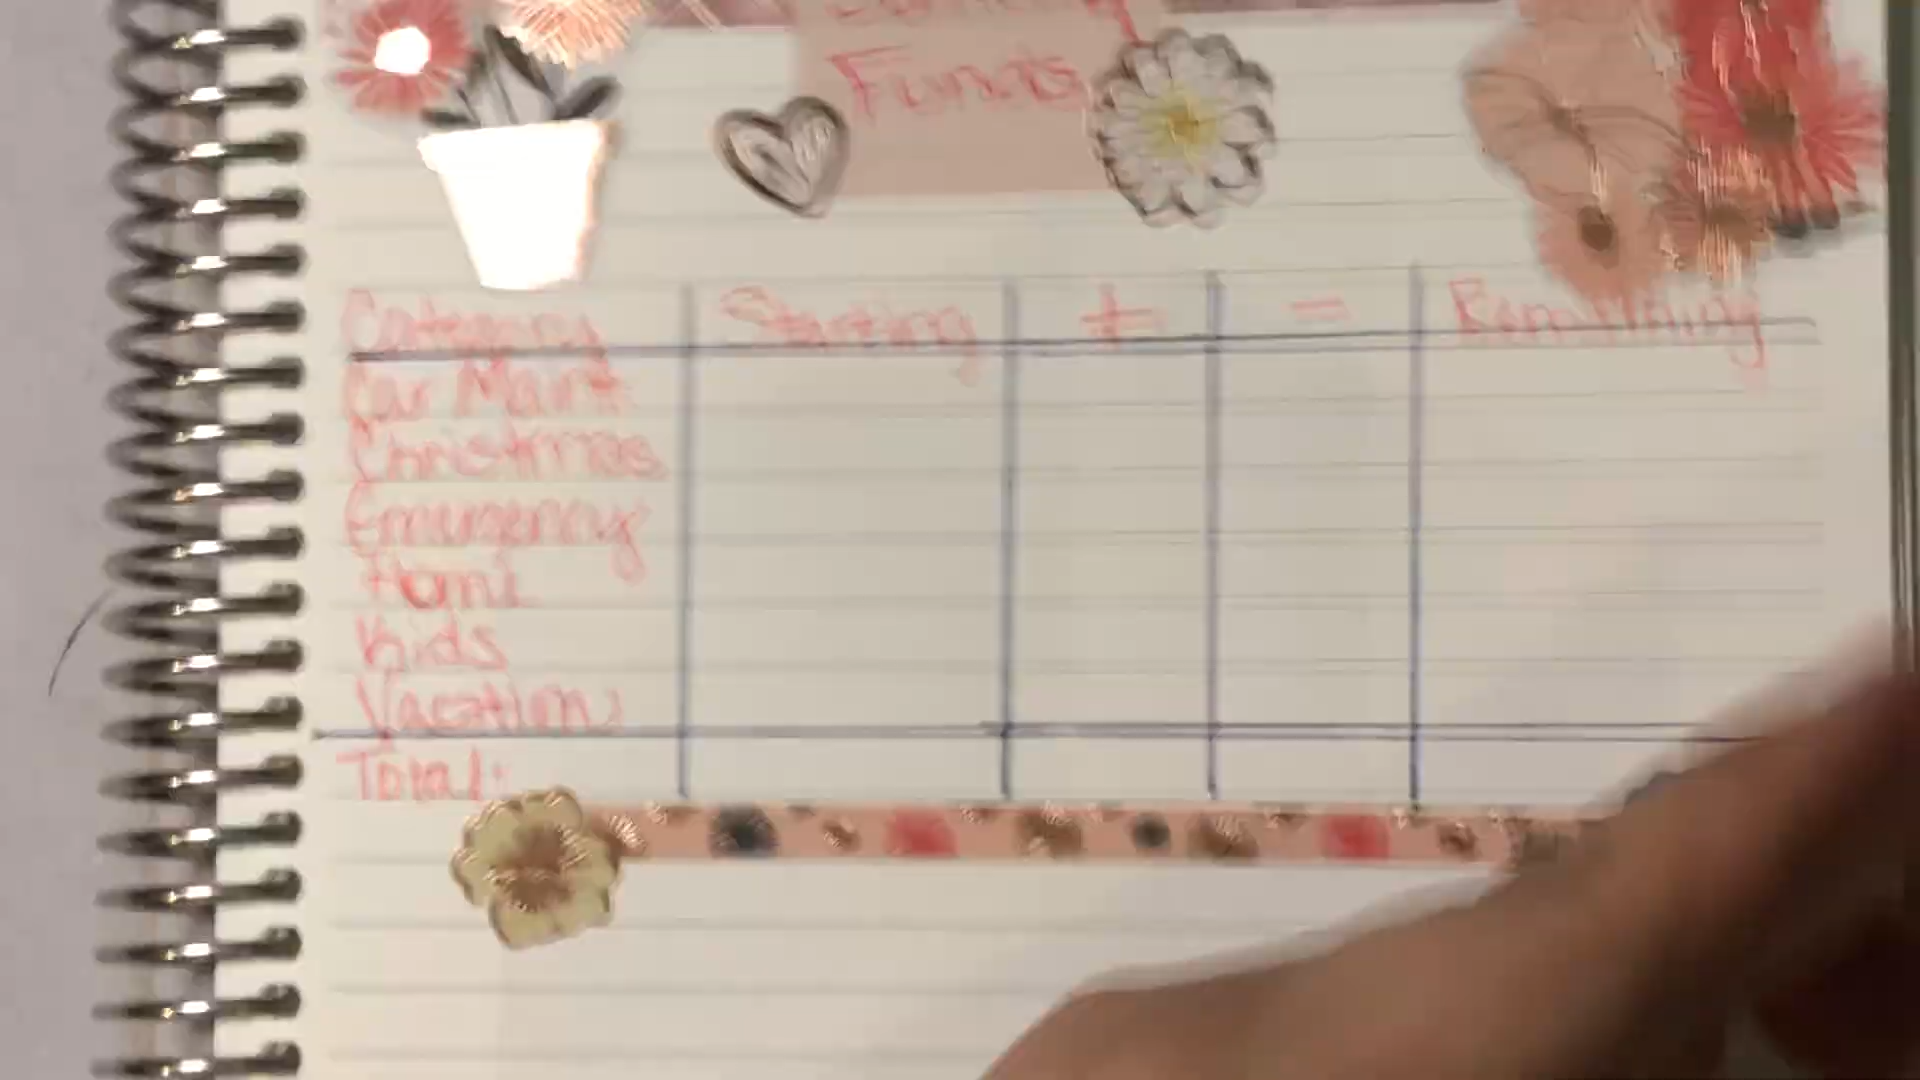 Funds
Category Starting + - Remaining
Car Maint.
Christmas
Emergency
Home
Kids
Vacation
Total: